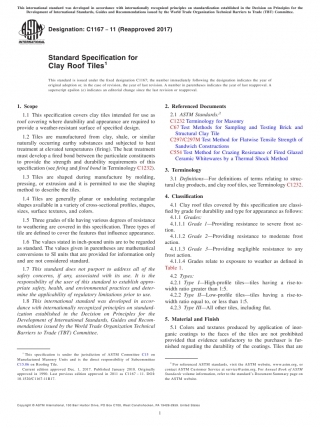 This international standard was developed in accordance with internationally recognized principles on standardization established in the Decision on Principles for the
Development of International Standards, Guides and Recommendations issued by the World Trade Organization Technical Barriers to Trade (TBT) Committee.
Designation: C1167 - 11 (Reapproved 2017)
Standard Specification for
Clay Roof Tiles1
This standard is issued under the fixed designation C1167; the number immediately following the designation indicates the year of
original adoption or, in the case of revision, the year of last revision. A number in parentheses indicates the year of last reapproval. A
superscript epsilon (ε) indicates an editorial change since the last revision or reapproval.
1. Scope
1.1 This specification covers clay tiles intended for use as
roof covering where durability and appearance are required to
provide a weather-resistant surface of specified design.
1.2 Tiles are manufactured from clay, shale, or similar
naturally occurring earthy substances and subjected to heat
treatment at elevated temperatures (firing). The heat treatment
must develop a fired bond between the particulate constituents
to provide the strength and durability requirements of this
specification (see firing and fired bond in Terminology C1232).
1.3 Tiles are shaped during manufacture by molding,
pressing, or extrusion and it is permitted to use the shaping
method to describe the tiles.
1.4 Tiles are generally planar or undulating rectangular
shapes available in a variety of cross-sectional profiles, shapes,
sizes, surface textures, and colors.
1.5 Three grades of tile having various degrees of resistance
to weathering are covered in this specification. Three types of
tile are defined to cover the features that influence appearance.
1.6 The values stated in inch-pound units are to be regarded
as standard. The values given in parentheses are mathematical
conversions to SI units that are provided for information only
and are not considered standard.
1.7 This standard does not purport to address all of the
safety concerns, if any, associated with its use. It is the
responsibility of the user of this standard to establish appro-
priate safety, health, and environmental practices and deter-
mine the applicability of regulatory limitations prior to use.
1.8 This international standard was developed in accor-
dance with internationally recognized principles on standard-
ization established in the Decision on Principles for the
Development of International Standards, Guides and Recom-
mendations issued by the World Trade Organization Technical
Barriers to Trade (TBT) Committee.
1 This specification is under the jurisdiction of ASTM Committee C15 on
Manufactured Masonry Units and is the direct responsibility of Subcommittee
C15.06 on Roofing Tile.
Current edition approved Dec. 1, 2017. Published January 2018. Originally
approved in 1990. Last previous edition approved in 2011 as C1167 – 11. DOI:
10.1520/C1167-11R17.
2. Referenced Documents
2.1 ASTM Standards:2
C1232 Terminology for Masonry
C67 Test Methods for Sampling and Testing Brick and
Structural Clay Tile
C297/C297M Test Method for Flatwise Tensile Strength of
Sandwich Constructions
C554 Test Method for Crazing Resistance of Fired Glazed
Ceramic Whitewares by a Thermal Shock Method
3. Terminology
3.1 Definitions—For definitions of terms relating to struc-
tural clay products, and clay roof tiles, see Terminology C1232.
4. Classification
4.1 Clay roof tiles covered by this specification are classi-
fied by grade for durability and type for appearance as follows:
4.1.1 Grades:
4.1.1.1 Grade 1—Providing resistance to severe frost ac-
tion.
4.1.1.2 Grade 2—Providing resistance to moderate frost
action.
4.1.1.3 Grade 3—Providing negligible resistance to any
frost action.
4.1.1.4 Grades relate to exposure to weather as defined in
Table 1.
4.2 Types:
4.2.1 Type I—High-profile tiles—tiles having a rise-to-
width ratio greater than 1:5.
4.2.2 Type II—Low-profile tiles—tiles having a rise-to-
width ratio equal to, or less than 1:5.
4.2.3 Type III—All other tiles, including flat.
5. Material and Finish
5.1 Colors and textures produced by application of inor-
ganic coatings to the faces of the tiles are not prohibited
provided that evidence satisfactory to the purchaser is fur-
nished regarding the durability of the coatings. Tiles that are
2 For referenced ASTM standards, visit the ASTM website, www.astm.org, or
contact ASTM Customer Service at service@astm.org. For Annual Book of ASTM
Standards volume information, refer to the standard's Document Summary page on
the ASTM website.
Copyright © ASTM International, 100 Barr Harbor Drive, PO Box C700, West Conshohocken, PA 19428-2959. United States
1